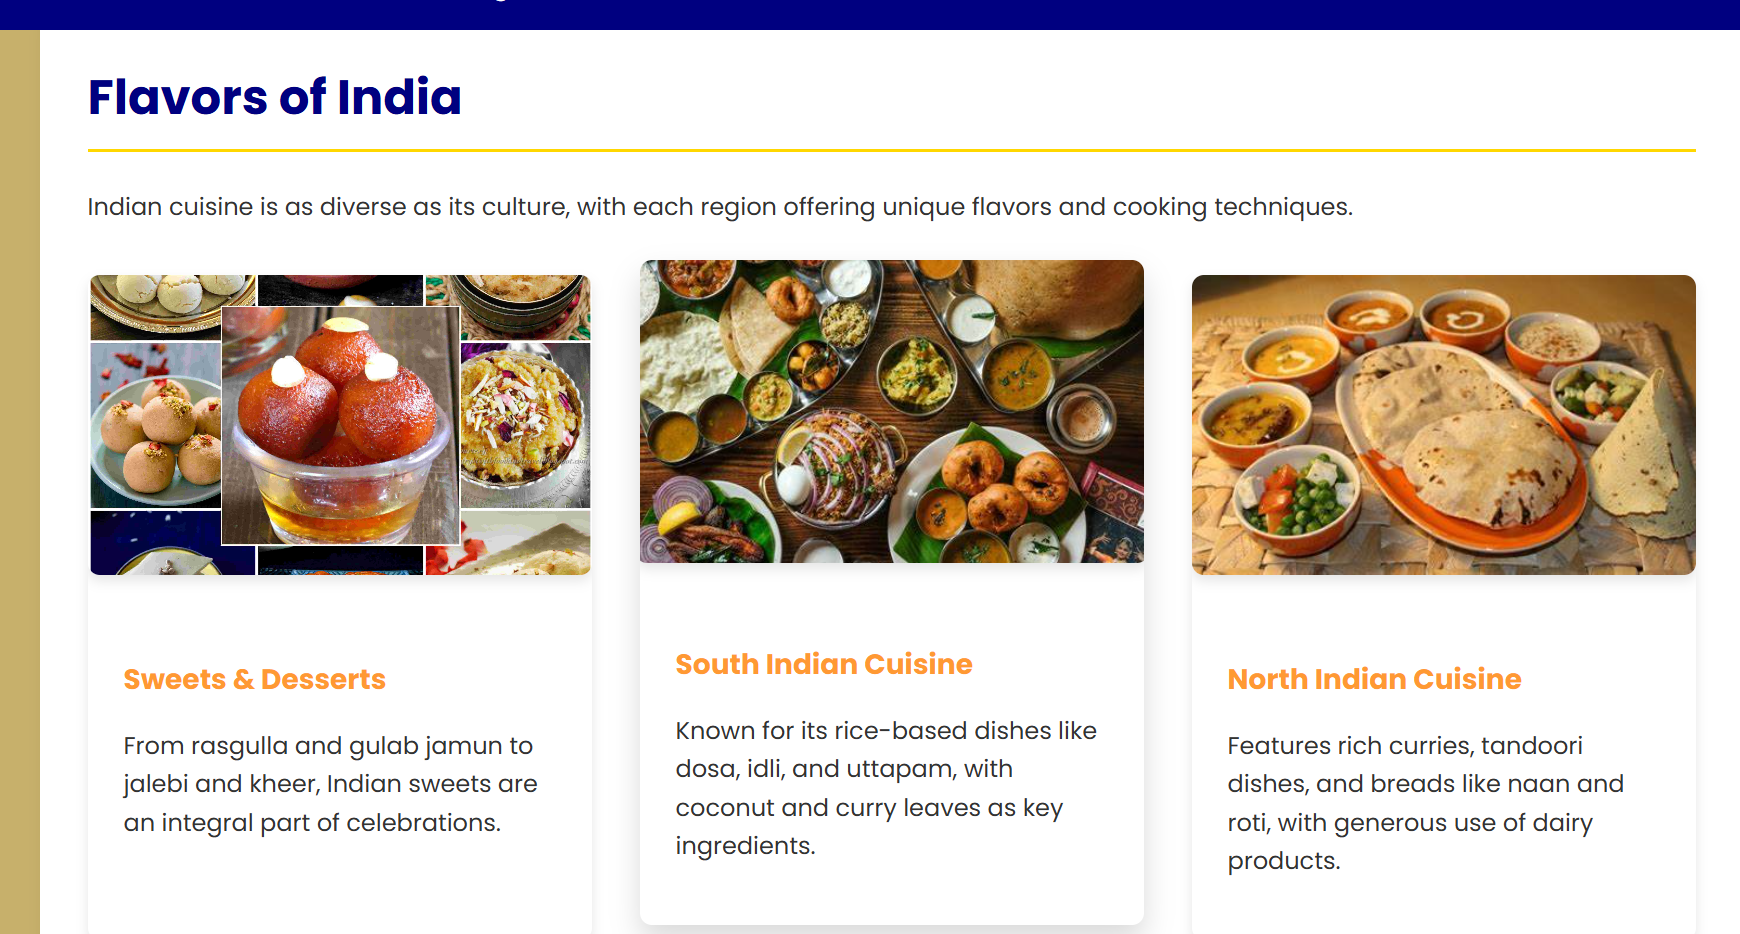 Flavors of India
Indian cuisine is as diverse as its culture, with each region offering unique flavors and cooking techniques.
Sweets & Desserts
From rasgulla and gulab jamun to
jalebi and kheer, Indian sweets are
an integral part of celebrations.
South Indian Cuisine
Known for its rice-based dishes like
dosa, idli, and uttapam, with
coconut and curry leaves as key
ingredients.
North Indian Cuisine
Features rich curries, tandoori
dishes, and breads like naan and
roti, with generous use of dairy
products.